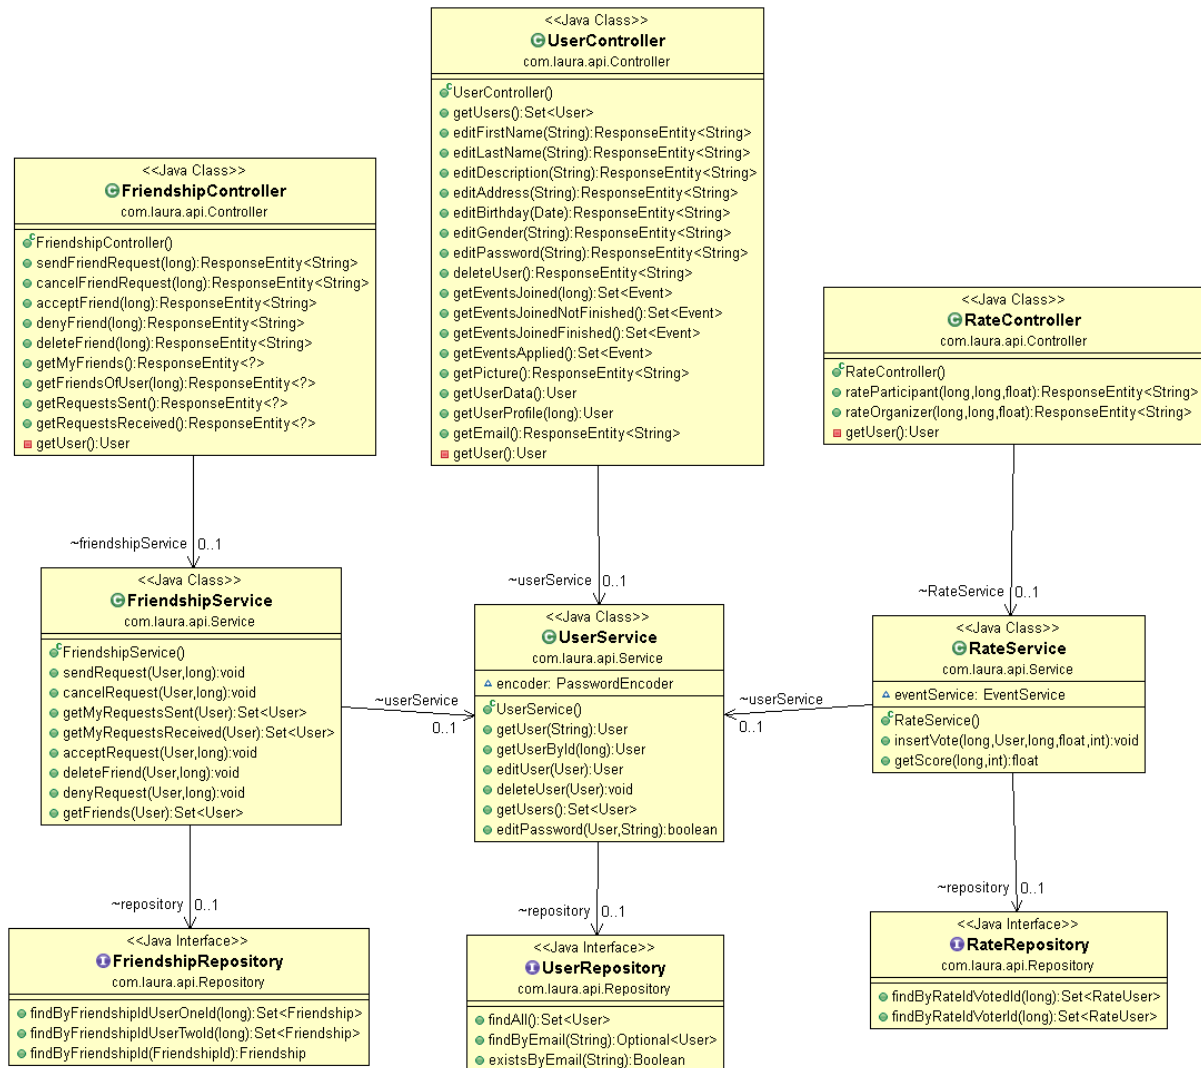 <<Java Class>>
UserController
com.laura.api.Controller
UserController()
getUsers():Set<User>
editFirstName(String):ResponseEntity<String>
editLastName(String):ResponseEntity<String>
editDescription(String):ResponseEntity<String>
editAddress(String):ResponseEntity<String>
editBirthday(Date):ResponseEntity<String>
editGender(String):ResponseEntity<String>
editPassword(String):ResponseEntity<String>
deleteUser():ResponseEntity<String>
getEventsJoined(long):Set<Event>
getEventsJoinedNotFinished():Set<Event>
getEventsJoinedFinished():Set<Event>
getEventsApplied():Set<Event>
getPicture():ResponseEntity<String>
getUserData():User
getUserProfile(long):User
getEmail():ResponseEntity<String>
getUser():User
<<Java Class>>
FriendshipController
com.laura.api.Controller
FriendshipController()
sendFriendRequest(long):ResponseEntity<String>
cancelFriendRequest(long):ResponseEntity<String>
acceptFriend(long):ResponseEntity<String>
denyFriend(long):ResponseEntity<String>
deleteFriend(long):ResponseEntity<String>
getMyFriends():ResponseEntity<?>
getFriendsOfUser(long):ResponseEntity<?>
getRequestsSent():ResponseEntity<?>
getRequestsReceived():ResponseEntity<?>
getUser():User
<<Java Class>>
RateController
com.laura.api.Controller
RateController()
rateParticipant(long,long,float):ResponseEntity<String>
rateOrganizer(long,long,float):ResponseEntity<String>
getUser():User
~friendshipService 0..1
~userService 0..1
~RateService 0..1
<<Java Class>>
FriendshipService
com.laura.api.Service
FriendshipService()
sendRequest(User,long):void
cancelRequest(User,long):void
getMyRequestsSent(User):Set<User>
getMyRequestsReceived(User):Set<User>
acceptRequest(User,long):void
deleteFriend(User,long):void
denyRequest(User,long):void
getFriends(User):Set<User>
~userService
0..1
<<Java Class>>
UserService
com.laura.api.Service
encoder: PasswordEncoder
UserService()
getUser(String):User
getUserById(long):User
editUser(User):User
deleteUser(User):void
getUsers():Set<User>
editPassword(User,String):boolean
~userService
0..1
<<Java Class>>
RateService
com.laura.api.Service
eventService: EventService
RateService()
insertVote(long,User,long,float,int):void
getScore(long,int):float
~repository 0..1
~repository 0..1
~repository 0..1
<<Java Interface>>
FriendshipRepository
com.laura.api.Repository
findByFriendshipIdUserOneId(long):Set<Friendship>
findByFriendshipIdUserTwoId(long):Set<Friendship>
findByFriendshipId(FriendshipId):Friendship
<<Java Interface>>
UserRepository
com.laura.api.Repository
findAll():Set<User>
findByEmail(String):Optional<User>
existsByEmail(String):Boolean
<<Java Interface>>
RateRepository
com.laura.api.Repository
findByRateIdVotedId(long):Set<RateUser>
findByRateIdVoterId(long):Set<RateUser>